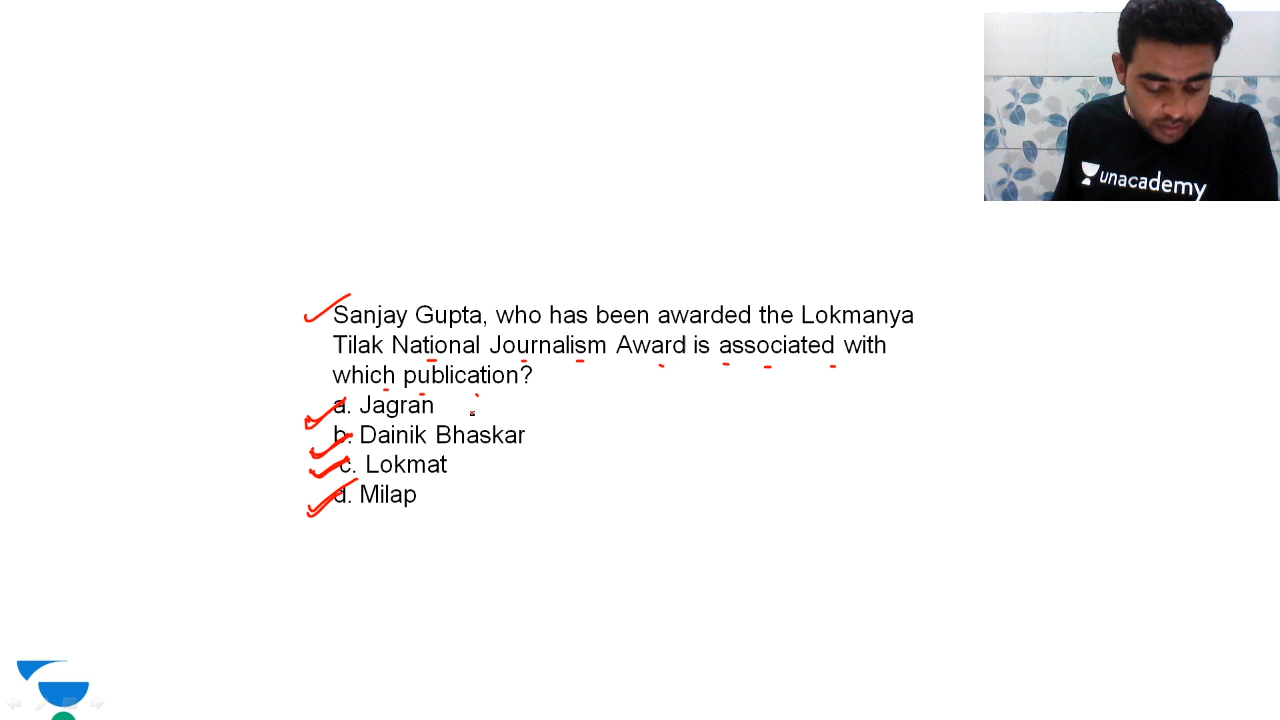 unacademy
Sanjay Gupta, who has been awarded the Lokmanya
Tilak National Journalism Award is associated with
which publication?
a. Jagran
b. Dainik Bhaskar
c. Lokmat
d. Milap